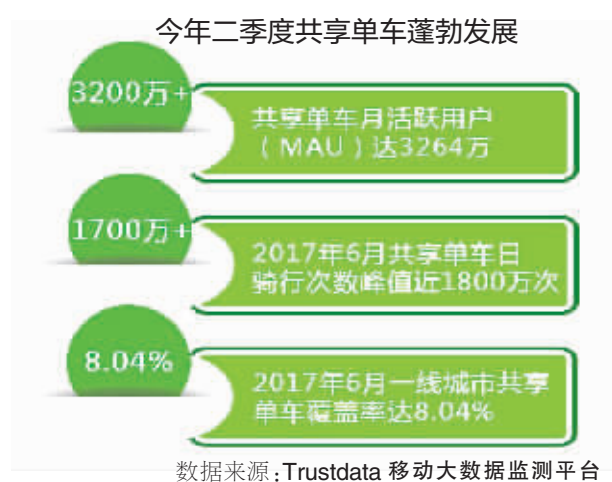 今年二季度共享单车蓬勃发展
3200万+
共享单车月活跃用户
（MAU）达3264万
1700万+
2017年6月共享单车日
骑行次数峰值近1800万次
8.04%
2017年6月一线城市共享
单车覆盖率达8.04%
数据来源:Trustdata 移动大数据监测平台